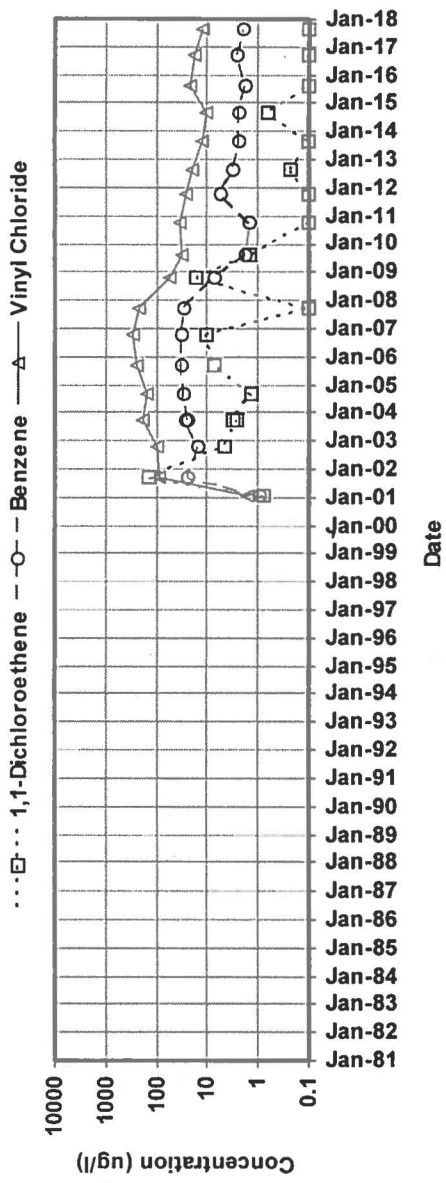 1,1-Dichloroethene
Benzene
Vinyl Chloride
Concentration (ug/l)
10000
1000
100
10
1
0.1
Jan-81
Jan-82
Jan-83
Jan-84
Jan-85
Jan-86
Jan-87
Jan-88
Jan-89
Jan-90
Jan-91
Jan-92
Jan-93
Jan-94
Jan-95
Jan-96
Jan-97
Jan-98
Jan-99
Jan-00
Jan-01
Jan-02
Jan-03
Jan-04
Jan-05
Jan-06
Jan-07
Jan-08
Jan-09
Jan-10
Jan-11
Jan-12
Jan-13
Jan-14
Jan-15
Jan-16
Jan-17
Jan-18
Date